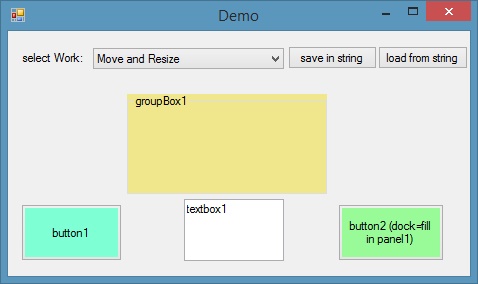 Demo
select Work:
Move and Resize
save in string
load from string
groupBox1
textbox1
button1
button2 (dock=fill
in panel1)